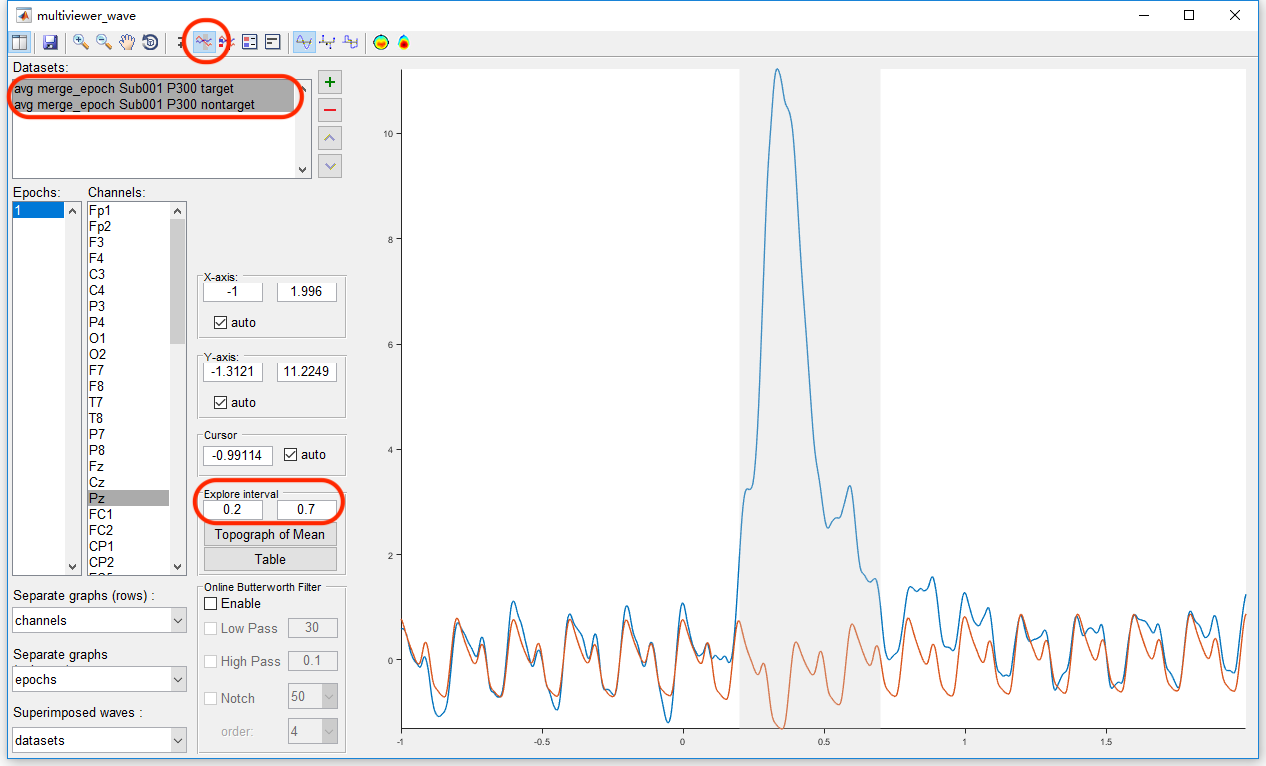 multiviewer_wave
Datasets:
avg merge_epoch Sub001 P300 target
avg merge_epoch Sub001 P300 nontarget
Epochs:
Channels:
1
Fp1
Fp2
F3
F4
C3
C4
P3
P4
O1
O2
F7
F8
T7
T8
P7
P8
Fz
Cz
Pz
FC1
FC2
CP1
CP2
X-axis:
-1 1.996
auto
Y-axis:
-1.3121 11.2249
auto
Cursor
-0.99114 auto
Explore interval
0.2 0.7
Topograph of Mean
Table
Online Butterworth Filter
Enable
Low Pass 30
High Pass 0.1
Notch 50
order: 4
Separate graphs (rows) :
channels
Separate graphs
epochs
Superimposed waves :
datasets
10
8
6
4
2
0
-1 -0.5 0 0.5 1 1.5